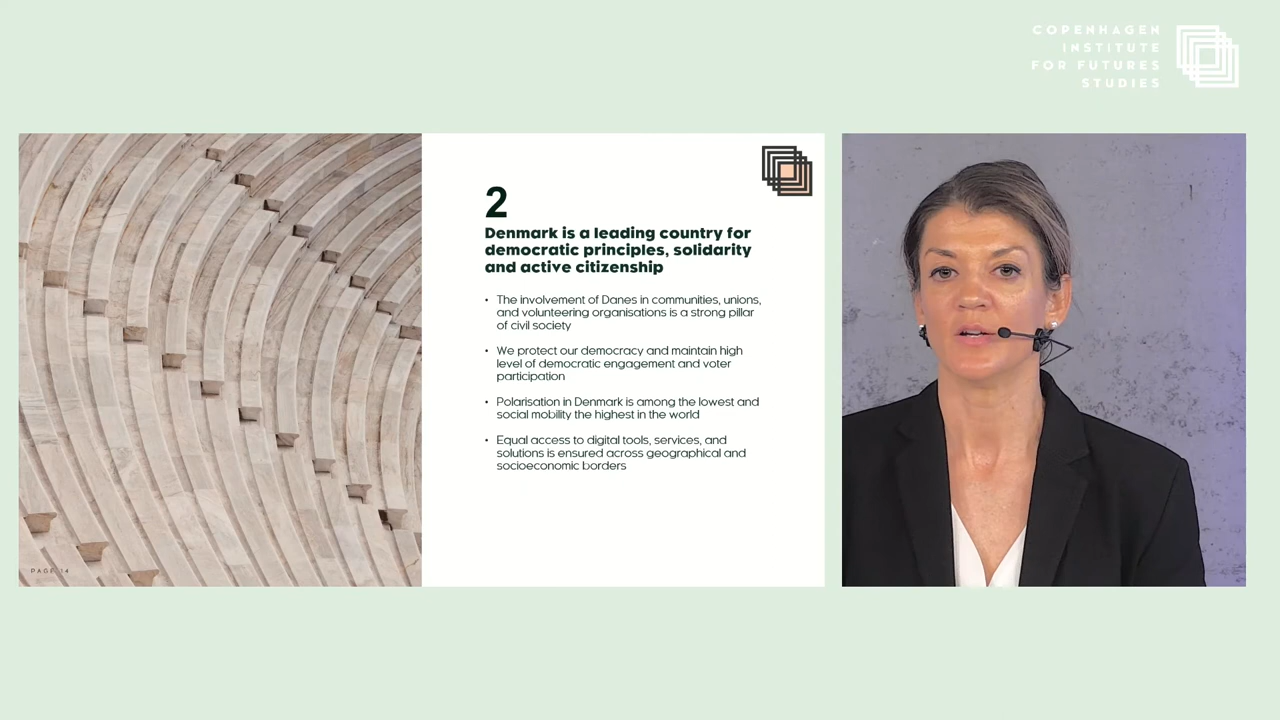 COPENHAGEN
INSTITUTE
FOR FUTURES
STUDIES
2
Denmark is a leading country for
democratic principles, solidarity
and active citizenship
• The involvement of Danes in communities, unions,
and volunteering organisations is a strong pillar
of civil society
• We protect our democracy and maintain high
level of democratic engagement and voter
participation
• Polarisation in Denmark is among the lowest and
social mobility the highest in the world
• Equal access to digital tools, services, and
solutions is ensured across geographical and
socioeconomic borders
PAGE 14